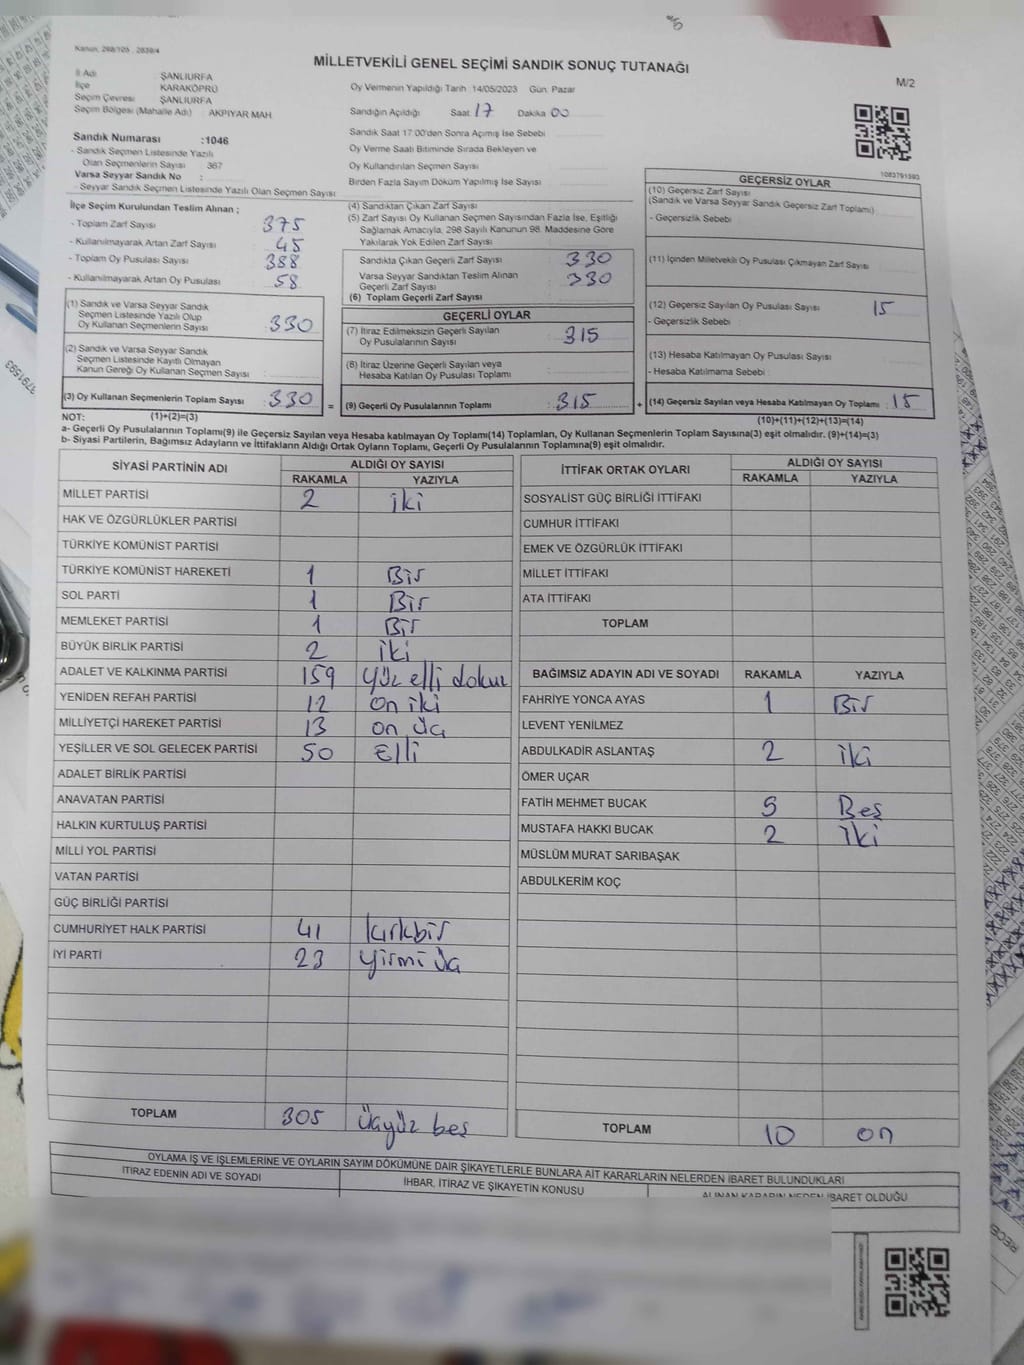 Kanun, 298/105 , 2839/4
MİLLETVEKİLİ GENEL SEÇİMİ SANDIK SONUÇ TUTANAĞI
M/2
İl Adı ŞANLIURFA
İlçe KARAKÖPRÜ
Seçim Çevresi ŞANLIURFA
Seçim Bölgesi (Mahalle Adı) : AKPIYAR MAH.
Oy Vermenin Yapıldığı Tarih 14/05/2023 Gün. Pazar
Sandığın Açıldığı Saat 17 Dakika 00
Sandık Saat 17:00'den Sonra Açımış İse Sebebi
Oy Verme Saati Bitiminde Sırada Bekleyen ve
Oy Kullandırılan Seçmen Sayısı
Birden Fazla Sayım Döküm Yapılmış İse Sayısı
Sandık Numarası :1046
- Sandık Seçmen Listesinde Yazılı
Olan Seçmenlerin Sayısı : 367
Varsa Seyyar Sandık No :
- Seyyar Sandık Seçmen Listesinde Yazılı Olan Seçmen Sayısı
1083791593
İlçe Seçim Kurulundan Teslim Alınan ;
- Toplam Zarf Sayısı : 375
- Kullanılmayarak Artan Zarf Sayısı : 45
- Toplam Oy Pusulası Sayısı : 388
- Kullanılmayarak Artan Oy Pusulası : 58
(1) Sandık ve Varsa Seyyar Sandık
Seçmen Listesinde Yazılı Olup
Oy Kullanan Seçmenlerin Sayısı : 330
(2) Sandık ve Varsa Seyyar Sandık
Seçmen Listesinde Kayıtlı Olmayan
Kanun Gereği Oy Kullanan Seçmen Sayısı :
(3) Oy Kullanan Seçmenlerin Toplam Sayısı : 330
(4) Sandıktan Çıkan Zarf Sayısı
(5) Zarf Sayısı Oy Kullanan Seçmen Sayısından Fazla İse, Eşitliği
Sağlamak Amacıyla, 298 Sayılı Kanunun 98. Maddesine Göre
Yakılarak Yok Edilen Zarf Sayısı
Sandıkta Çıkan Geçerli Zarf Sayısı : 330
Varsa Seyyar Sandıktan Teslim Alınan
Geçerli Zarf Sayısı : 330
(6) Toplam Geçerli Zarf Sayısı
GEÇERLİ OYLAR
(7) İtiraz Edilmeksizin Geçerli Sayılan
Oy Pusulalarının Sayısı : 315
(8) İtiraz Üzerine Geçerli Sayılan veya
Hesaba Katılan Oy Pusulası Toplamı
= (9) Geçerli Oy Pusulalarının Toplamı : 315
GEÇERSİZ OYLAR
(10) Geçersiz Zarf Sayısı
(Sandık ve Varsa Seyyar Sandık Geçersiz Zarf Toplamı)
- Geçersizlik Sebebi
(11) İçinden Milletvekili Oy Pusulası Çıkmayan Zarf Sayısı
(12) Geçersiz Sayılan Oy Pusulası Sayısı 15
- Geçersizlik Sebebi :
(13) Hesaba Katılmayan Oy Pusulası Sayısı
- Hesaba Katılmama Sebebi :
+ (14) Geçersiz Sayılan veya Hesaba Katılmayan Oy Toplamı : 15
NOT: (1)+(2)=(3)
(10)+(11)+(12)+(13)=(14)
a- Geçerli Oy Pusulalarının Toplamı(9) ile Geçersiz Sayılan veya Hesaba katılmayan Oy Toplamı(14) Toplamları, Oy Kullanan Seçmenlerin Toplam Sayısına(3) eşit olmalıdır. (9)+(14)=(3)
b- Siyasi Partilerin, Bağımsız Adayların ve İttifakların Aldığı Ortak Oyların Toplamı, Geçerli Oy Pusulalarının Toplamına(9) eşit olmalıdır.
SİYASİ PARTİNİN ADI ALDIĞI OY SAYISI
RAKAMLA YAZIYLA
MİLLET PARTİSİ 2 iki
HAK VE ÖZGÜRLÜKLER PARTİSİ
TÜRKİYE KOMÜNİST PARTİSİ
TÜRKİYE KOMÜNİST HAREKETİ 1 Bir
SOL PARTİ 1 Bir
MEMLEKET PARTİSİ 1 Bir
BÜYÜK BİRLİK PARTİSİ 2 iki
ADALET VE KALKINMA PARTİSİ 159 yüz elli dokuz
YENİDEN REFAH PARTİSİ 12 on iki
MİLLİYETÇİ HAREKET PARTİSİ 13 on üç
YEŞİLLER VE SOL GELECEK PARTİSİ 50 Elli
ADALET BİRLİK PARTİSİ
ANAVATAN PARTİSİ
HALKIN KURTULUŞ PARTİSİ
MİLLİ YOL PARTİSİ
VATAN PARTİSİ
GÜÇ BİRLİĞİ PARTİSİ
CUMHURİYET HALK PARTİSİ 41 kırkbir
İYİ PARTİ 23 yirmi üç
TOPLAM 305 üçyüz beş
İTTİFAK ORTAK OYLARI ALDIĞI OY SAYISI
RAKAMLA YAZIYLA
SOSYALİST GÜÇ BİRLİĞİ İTTİFAKI
CUMHUR İTTİFAKI
EMEK VE ÖZGÜRLÜK İTTİFAKI
MİLLET İTTİFAKI
ATA İTTİFAKI
TOPLAM
BAĞIMSIZ ADAYIN ADI VE SOYADI RAKAMLA YAZIYLA
FAHRİYE YONCA AYAS 1 Bir
LEVENT YENİLMEZ
ABDULKADİR ASLANTAŞ 2 iki
ÖMER UÇAR
FATİH MEHMET BUCAK 5 Beş
MUSTAFA HAKKI BUCAK 2 iki
MÜSLÜM MURAT SARIBAŞAK
ABDULKERİM KOÇ
TOPLAM 10 on
OYLAMA İŞ VE İŞLEMLERİNE VE OYLARIN SAYIM DÖKÜMÜNE DAİR ŞİKAYETLERLE BUNLARA AİT KARARLARIN NELERDEN İBARET BULUNDUKLARI
İTİRAZ EDENİN ADI VE SOYADI İHBAR, İTİRAZ VE ŞİKAYETİN KONUSU ALINAN KARARIN NEDEN İBARET OLDUĞU